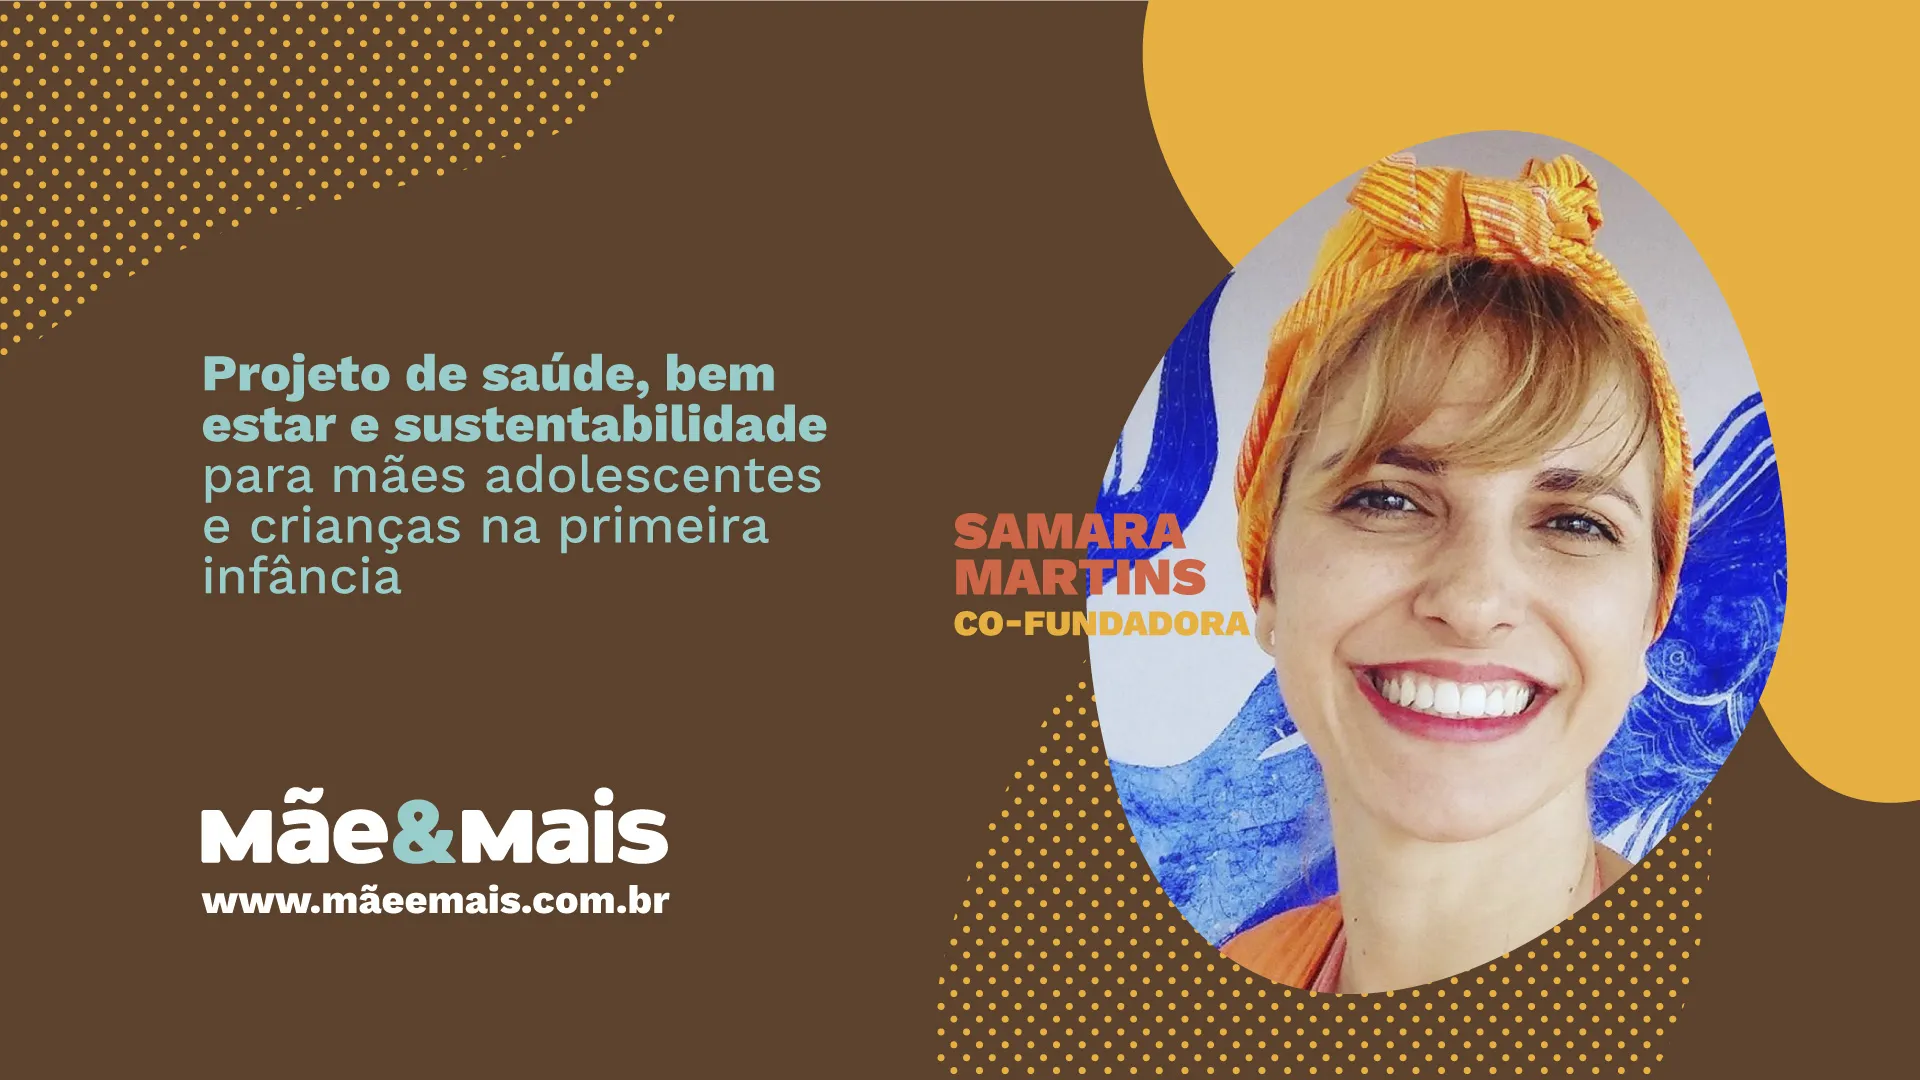 Projeto de saúde, bem
estar e sustentabilidade
para mães adolescentes
e crianças na primeira
infância
SAMARA
MARTINS
CO-FUNDADORA
mãe&mais
www.mãeemais.com.br